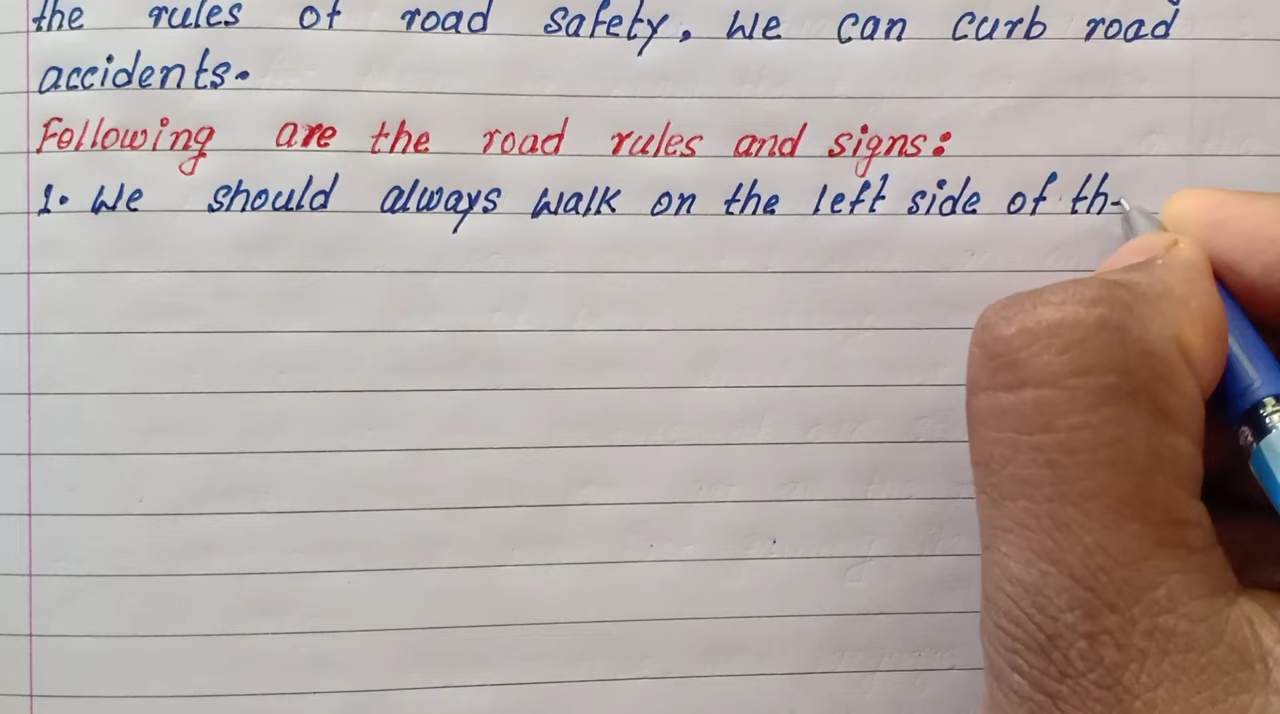 the rules of road safety, we can curb road
accidents.
Following are the road rules and signs:
1. We should always walk on the left side of th